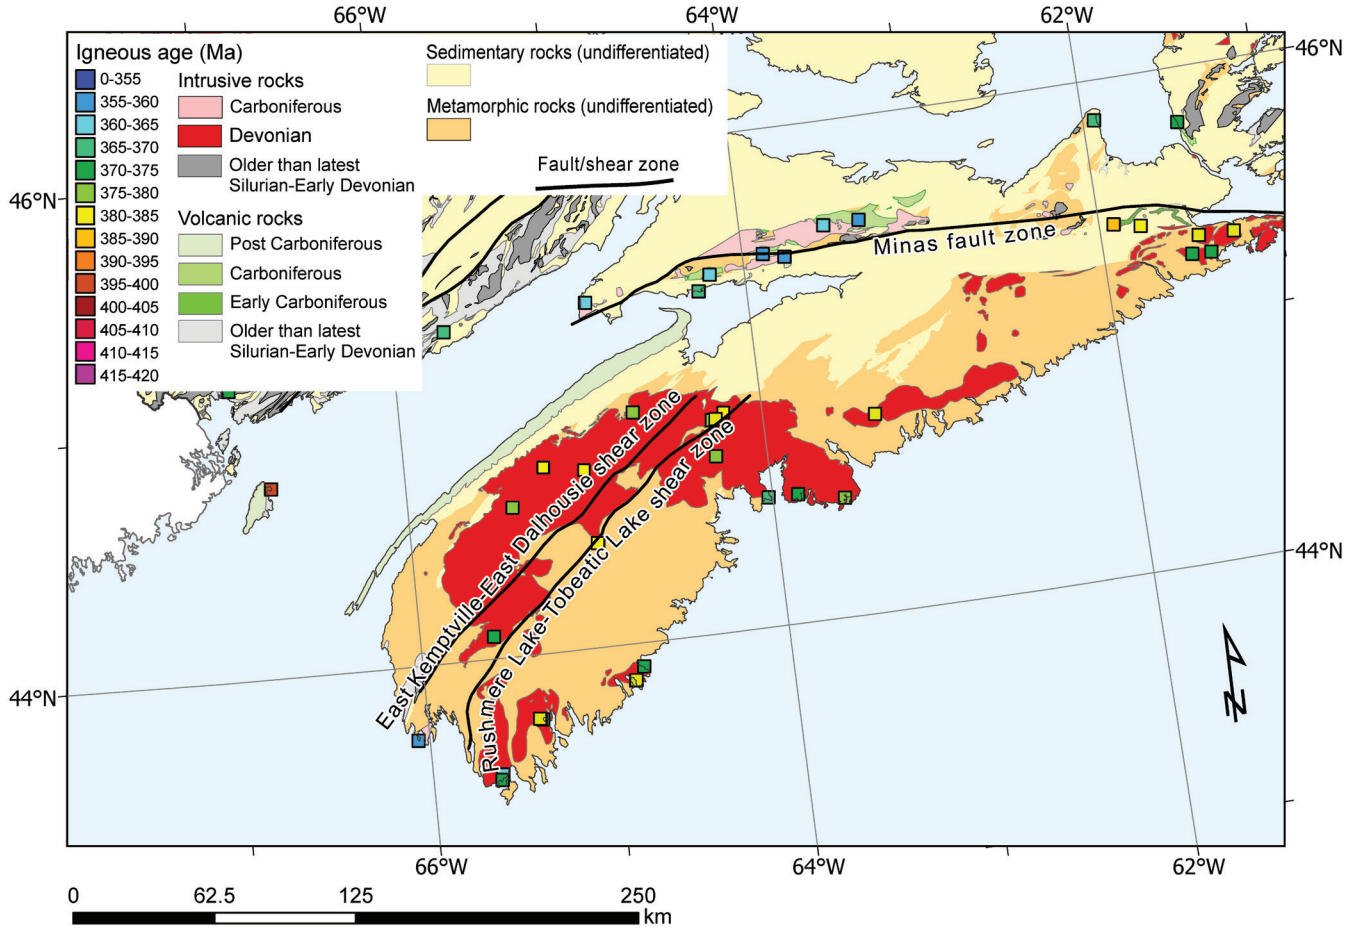 66°W
64°W
62°W
46°N
46°N
44°N
44°N
66°W
64°W
62°W
Igneous age (Ma)
0-355
355-360
360-365
365-370
370-375
375-380
380-385
385-390
390-395
395-400
400-405
405-410
410-415
415-420
Intrusive rocks
Carboniferous
Devonian
Older than latest
Silurian-Early Devonian
Volcanic rocks
Post Carboniferous
Carboniferous
Early Carboniferous
Older than latest
Silurian-Early Devonian
Sedimentary rocks (undifferentiated)
Metamorphic rocks (undifferentiated)
Fault/shear zone
Minas fault zone
East Kemptville-East Dalhousie shear zone
Rushmere Lake-Tobeatic Lake shear zone
N
0
62.5
125
250
km